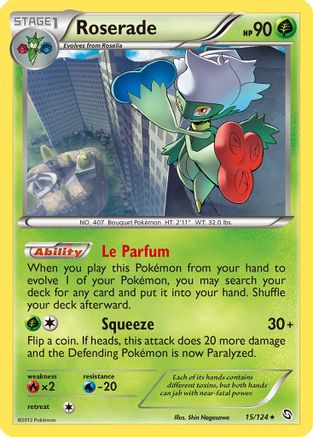 STAGE1
Roserade
HP90
Evolves from Roselia
NO. 407 Bouquet Pokémon HT: 2'11" WT: 32.0 lbs.
Ability Le Parfum
When you play this Pokémon from your hand to
evolve 1 of your Pokémon, you may search your
deck for any card and put it into your hand. Shuffle
your deck afterward.
Squeeze 30+
Flip a coin. If heads, this attack does 20 more damage
and the Defending Pokémon is now Paralyzed.
weakness
×2
resistance
-20
retreat
Each of its hands contains
different toxins, but both hands
can jab with near-fatal power.
©2012 Pokémon
Illus. Shin Nagasawa
15/124 ★